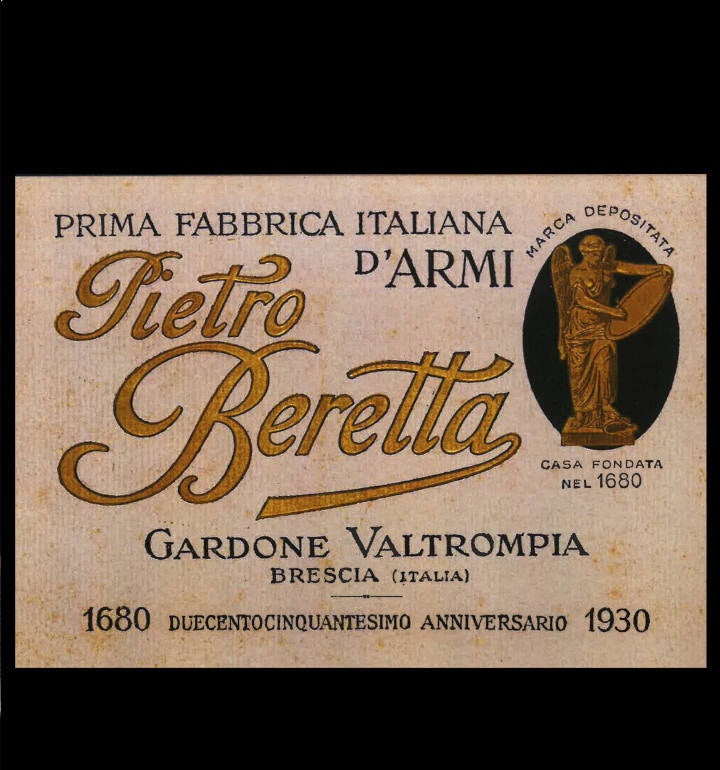 PRIMA FABBRICA ITALIANA
D'ARMI
Pietro
Beretta
MARCA DEPOSITATA
CASA FONDATA
NEL 1680
GARDONE VALTROMPIA
BRESCIA (ITALIA)
1680 DUECENTOCINQUANTESIMO ANNIVERSARIO 1930